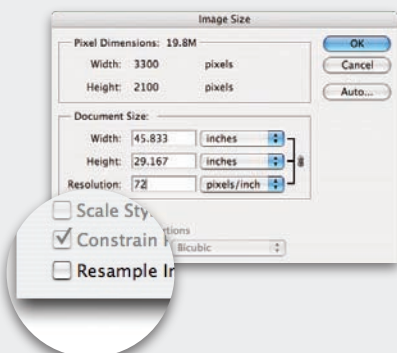 Image Size
Pixel Dimensions: 19.8M
Width: 3300 pixels
Height: 2100 pixels
OK
Cancel
Auto...
Document Size:
Width: 45.833 inches
Height: 29.167 inches
Resolution: 72 pixels/inch
Scale Sty
Constrain
Bicubic
Resample